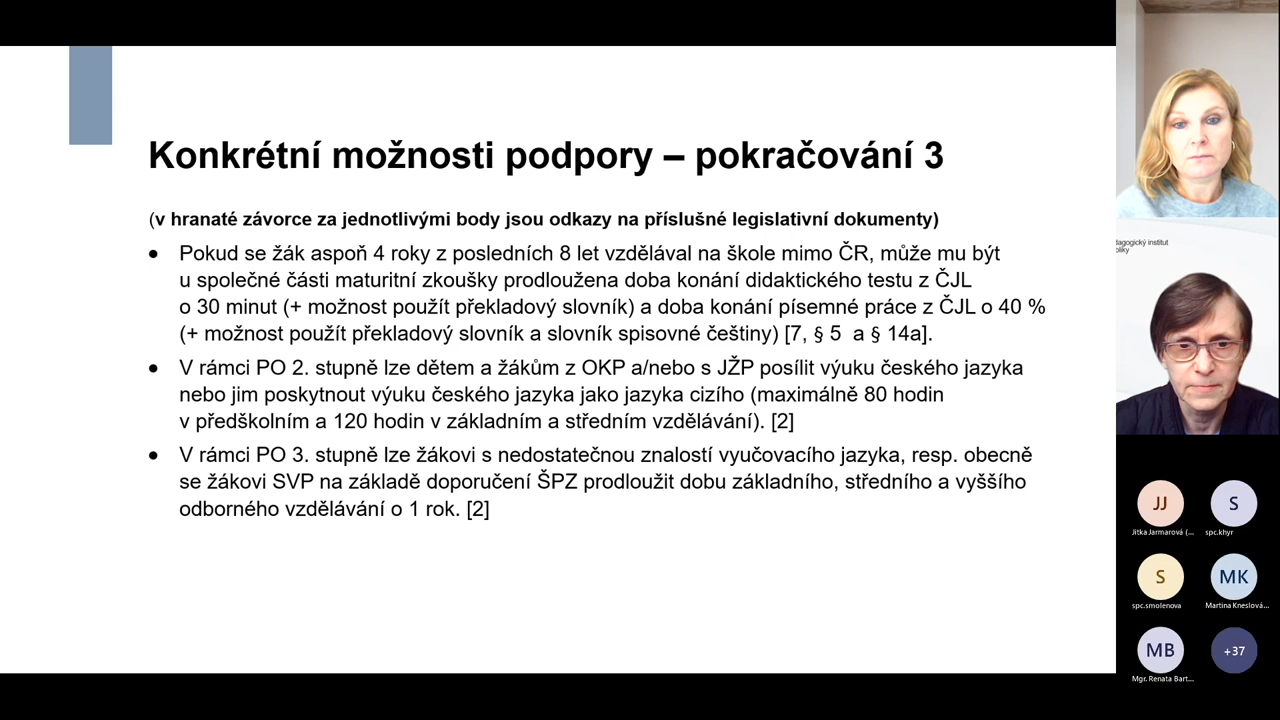 Konkrétní možnosti podpory – pokračování 3
(v hranaté závorce za jednotlivými body jsou odkazy na příslušné legislativní dokumenty)
● Pokud se žák aspoň 4 roky z posledních 8 let vzdělával na škole mimo ČR, může mu být
u společné části maturitní zkoušky prodloužena doba konání didaktického testu z ČJL
o 30 minut (+ možnost použít překladový slovník) a doba konání písemné práce z ČJL o 40 %
(+ možnost použít překladový slovník a slovník spisovné češtiny) [7, § 5 a § 14a].
● V rámci PO 2. stupně lze dětem a žákům z OKP a/nebo s JŽP posílit výuku českého jazyka
nebo jim poskytnout výuku českého jazyka jako jazyka cizího (maximálně 80 hodin
v předškolním a 120 hodin v základním a středním vzdělávání). [2]
● V rámci PO 3. stupně lze žákovi s nedostatečnou znalostí vyučovacího jazyka, resp. obecně
se žákovi SVP na základě doporučení ŠPZ prodloužit dobu základního, středního a vyššího
odborného vzdělávání o 1 rok. [2]
dagogický institut
oliky
JJ
S
Jitka Jarmarová (...
spc.khyr
S
MK
spc.smolenova
Martina Kneslová...
MB
+37
Mgr. Renata Bart...